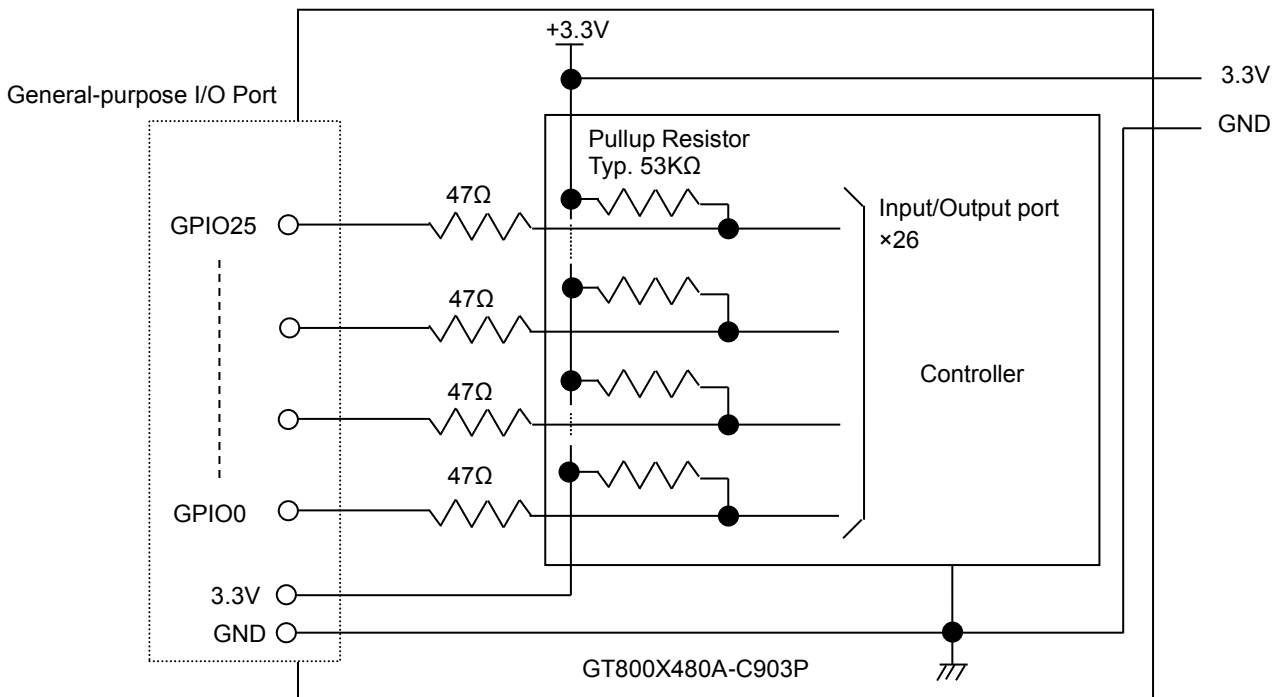 +3.3V
3.3V
General-purpose I/O Port
GND
Pullup Resistor
Typ. 53KΩ
47Ω
GPIO25
Input/Output port
×26
47Ω
47Ω
Controller
47Ω
GPIO0
3.3V
GND
GT800X480A-C903P